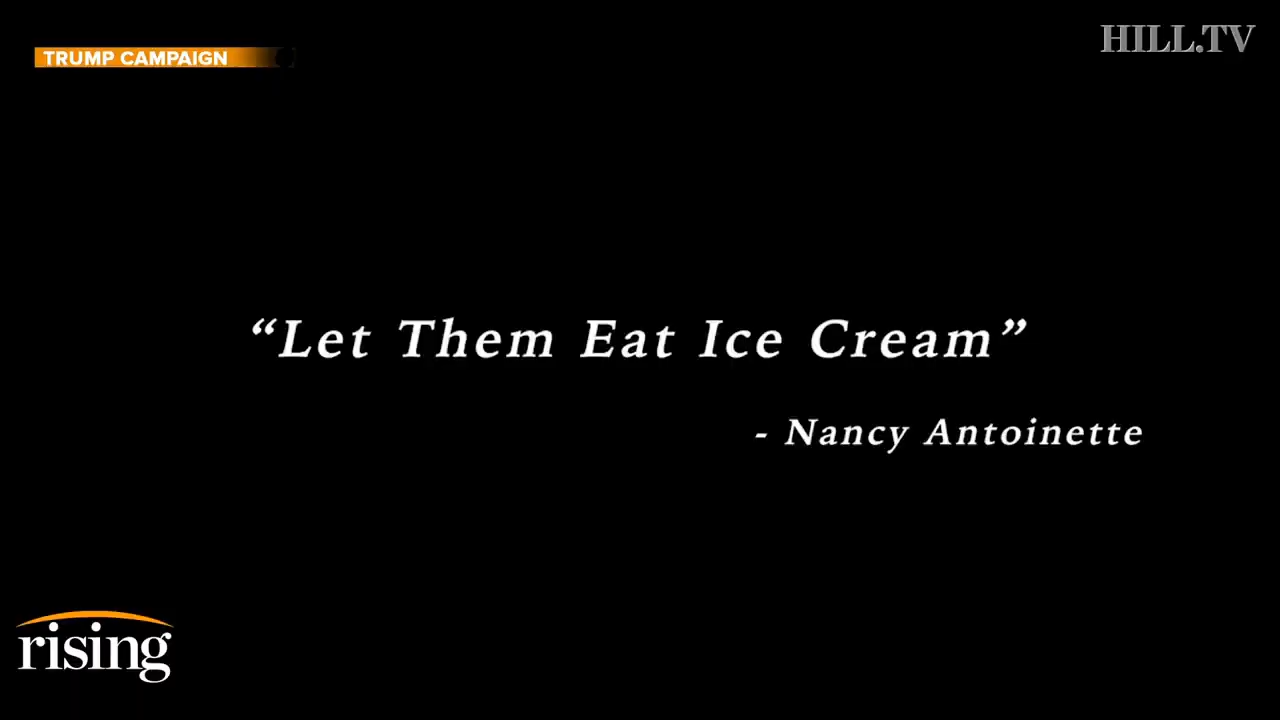 TRUMP CAMPAIGN
HILL.TV
“Let Them Eat Ice Cream”
- Nancy Antoinette
rising